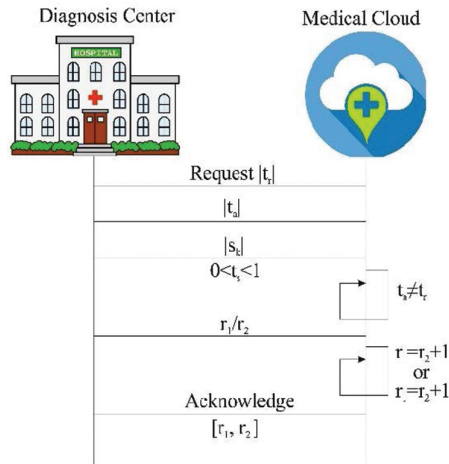 Diagnosis Center
Medical Cloud
HOSPITAL
Request |tᵣ|
|tₐ|
|sₖ|
0<tₛ<1
tₐ≠tᵣ
r₁/r₂
r =r₂+1
or
r =r₂+1
Acknowledge
[r₁, r₂]